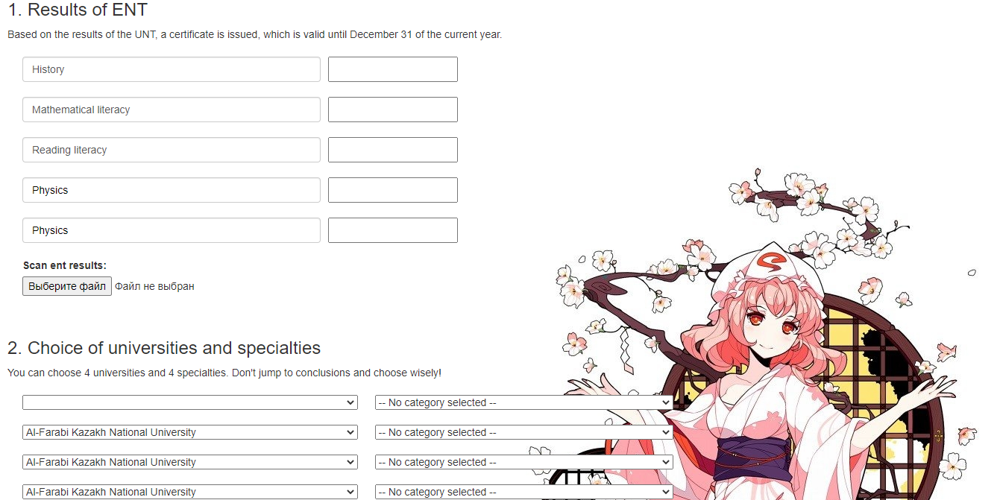 1. Results of ENT
Based on the results of the UNT, a certificate is issued, which is valid until December 31 of the current year.
History
Mathematical literacy
Reading literacy
Physics
Physics
Scan ent results:
Выберите файл Файл не выбран
2. Choice of universities and specialties
You can choose 4 universities and 4 specialties. Don't jump to conclusions and choose wisely!
-- No category selected --
Al-Farabi Kazakh National University -- No category selected --
Al-Farabi Kazakh National University -- No category selected --
Al-Farabi Kazakh National University -- No category selected --